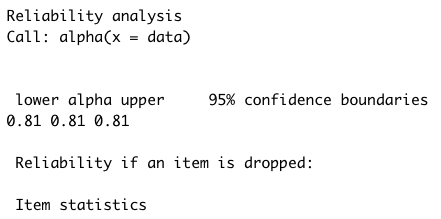 Reliability analysis
Call: alpha(x = data)
lower alpha upper     95% confidence boundaries
0.81 0.81 0.81
Reliability if an item is dropped:
Item statistics